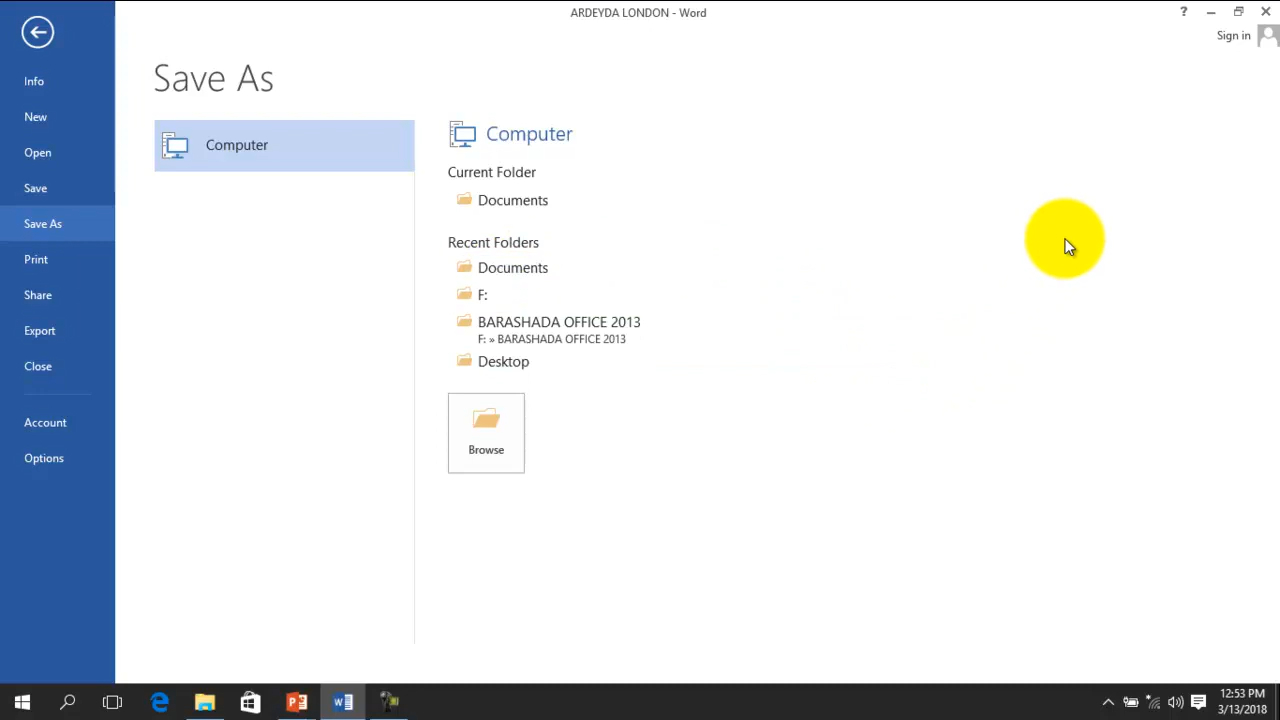 ARDEYDA LONDON - Word
Sign in
Info
New
Open
Save
Save As
Print
Share
Export
Close
Account
Options
Save As
Computer
Computer
Current Folder
Documents
Recent Folders
Documents
F:
BARASHADA OFFICE 2013
F: » BARASHADA OFFICE 2013
Desktop
Browse
12:53 PM
3/13/2018